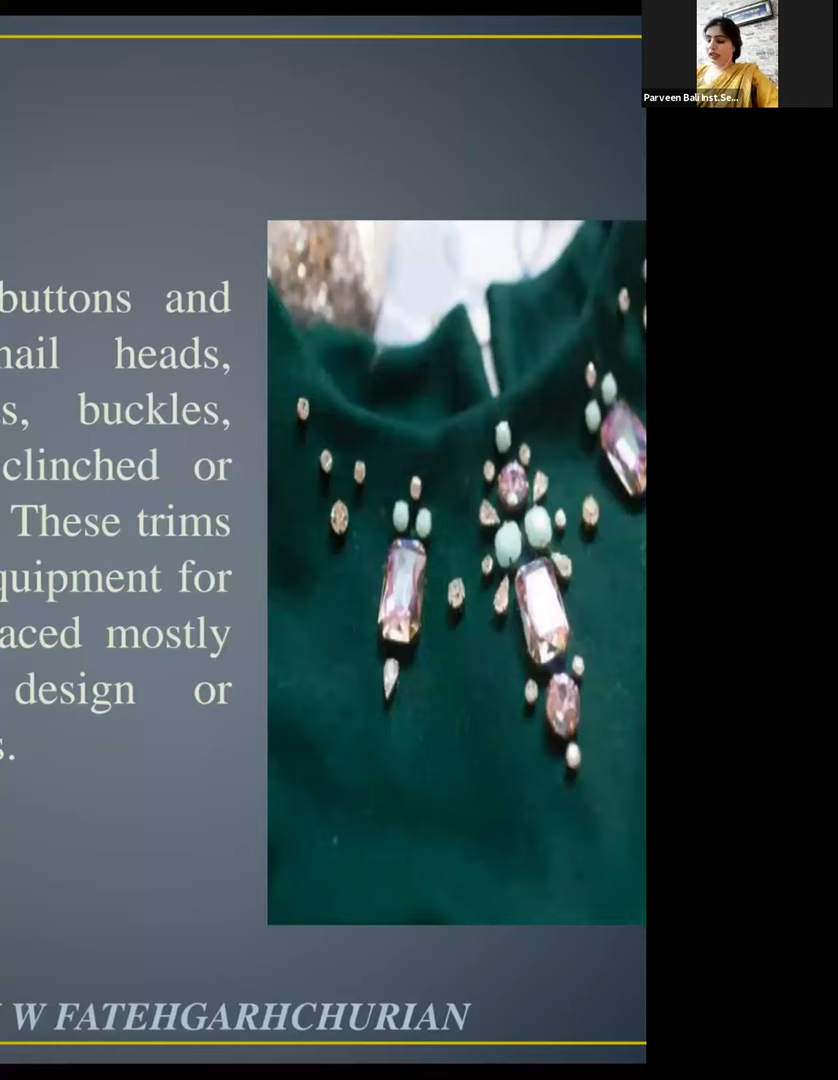 Parveen Bali Inst.Se...
buttons and
nail heads,
s, buckles,
clinched or
These trims
quipment for
aced mostly
design or
s.
W FATEHGARHCHURIAN